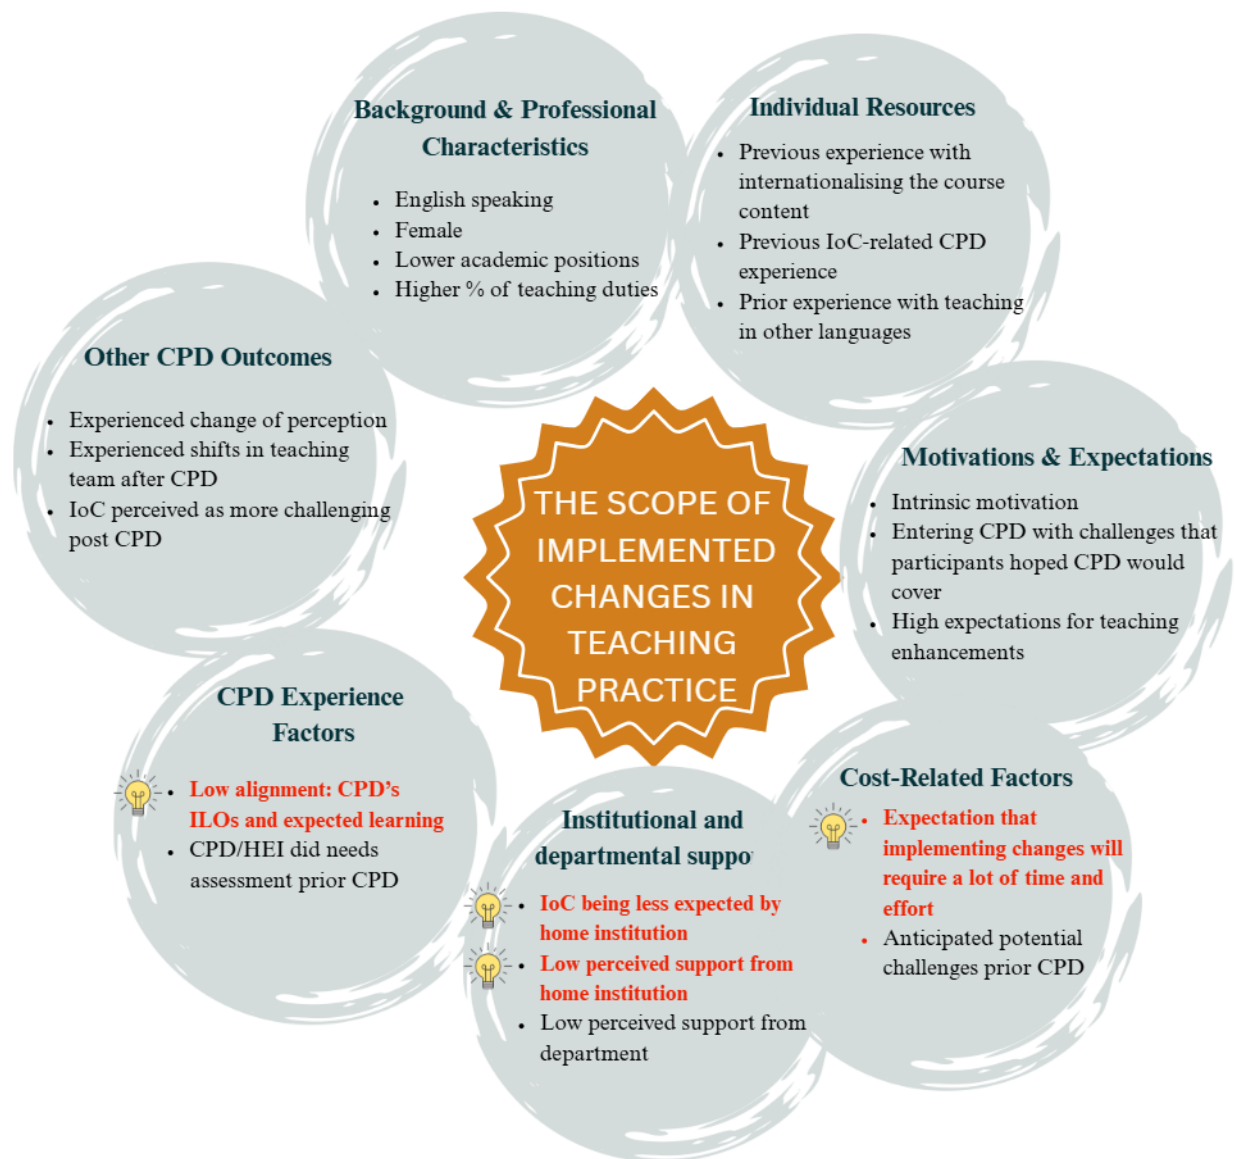 Background & Professional
Characteristics
• English speaking
• Female
• Lower academic positions
• Higher % of teaching duties
Individual Resources
• Previous experience with
internationalising the course
content
• Previous IoC-related CPD
experience
• Prior experience with teaching
in other languages
Motivations & Expectations
• Intrinsic motivation
• Entering CPD with challenges that
participants hoped CPD would
cover
• High expectations for teaching
enhancements
Cost-Related Factors
• Expectation that
implementing changes will
require a lot of time and
effort
• Anticipated potential
challenges prior CPD
Institutional and
departmental suppo
• IoC being less expected by
home institution
• Low perceived support from
home institution
• Low perceived support from
department
CPD Experience
Factors
• Low alignment: CPD’s
ILOs and expected learning
• CPD/HEI did needs
assessment prior CPD
Other CPD Outcomes
• Experienced change of perception
• Experienced shifts in teaching
team after CPD
• IoC perceived as more challenging
post CPD
THE SCOPE OF
IMPLEMENTED
CHANGES IN
TEACHING
PRACTICE